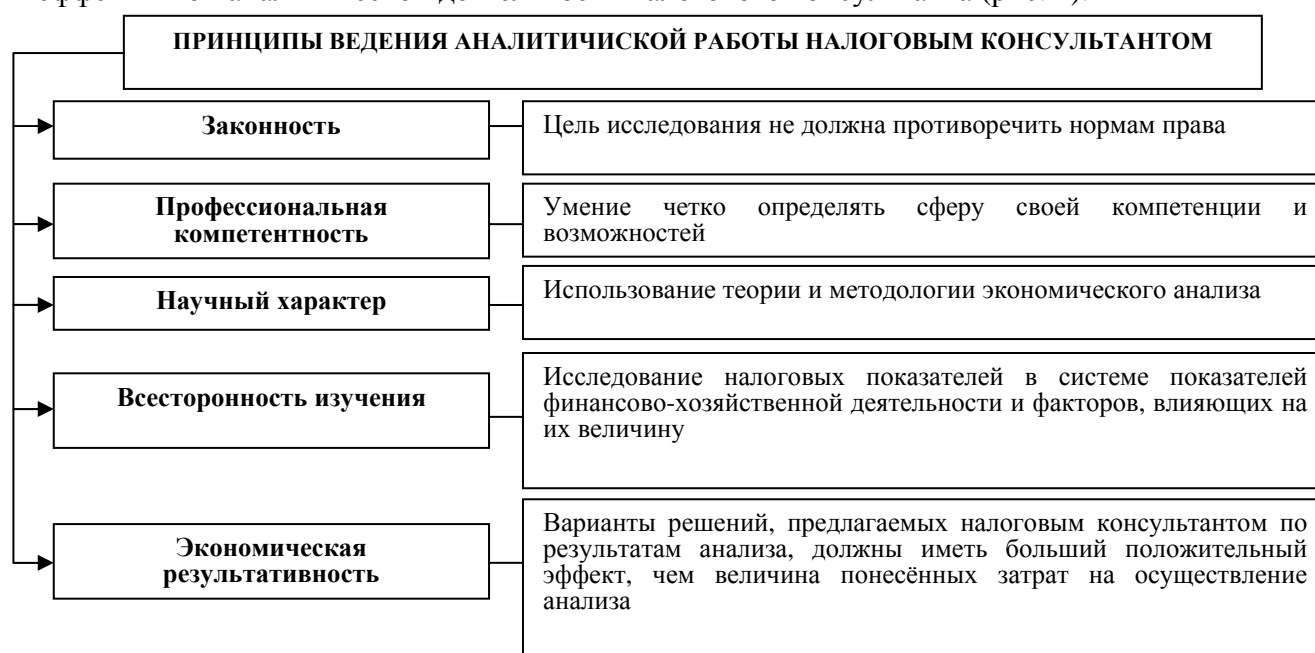 ПРИНЦИПЫ ВЕДЕНИЯ АНАЛИТИЧИСКОЙ РАБОТЫ НАЛОГОВЫМ КОНСУЛЬТАНТОМ
Законность
Цель исследования не должна противоречить нормам права
Профессиональная
компетентность
Умение четко определять сферу своей компетенции и
возможностей
Научный характер
Использование теории и методологии экономического анализа
Всесторонность изучения
Исследование налоговых показателей в системе показателей
финансово-хозяйственной деятельности и факторов, влияющих на
их величину
Экономическая
результативность
Варианты решений, предлагаемых налоговым консультантом по
результатам анализа, должны иметь больший положительный
эффект, чем величина понесённых затрат на осуществление
анализа